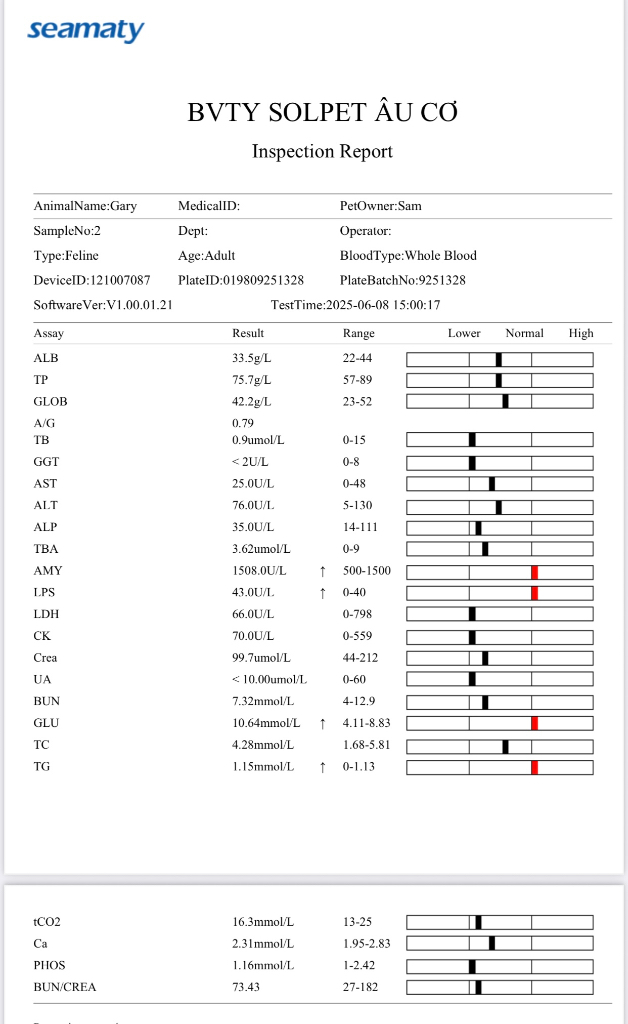 seamaty
BVTY SOLPET ÂU CƠ
Inspection Report
AnimalName:Gary MedicalID: PetOwner:Sam
SampleNo:2 Dept: Operator:
Type:Feline Age:Adult BloodType:Whole Blood
DeviceID:121007087 PlateID:019809251328 PlateBatchNo:9251328
SoftwareVer:V1.00.01.21 TestTime:2025-06-08 15:00:17
Assay Result Range Lower Normal High
ALB 33.5g/L 22-44
TP 75.7g/L 57-89
GLOB 42.2g/L 23-52
A/G 0.79
TB 0.9umol/L 0-15
GGT < 2U/L 0-8
AST 25.0U/L 0-48
ALT 76.0U/L 5-130
ALP 35.0U/L 14-111
TBA 3.62umol/L 0-9
AMY 1508.0U/L ↑ 500-1500
LPS 43.0U/L ↑ 0-40
LDH 66.0U/L 0-798
CK 70.0U/L 0-559
Crea 99.7umol/L 44-212
UA < 10.00umol/L 0-60
BUN 7.32mmol/L 4-12.9
GLU 10.64mmol/L ↑ 4.11-8.83
TC 4.28mmol/L 1.68-5.81
TG 1.15mmol/L ↑ 0-1.13
tCO2 16.3mmol/L 13-25
Ca 2.31mmol/L 1.95-2.83
PHOS 1.16mmol/L 1-2.42
BUN/CREA 73.43 27-182